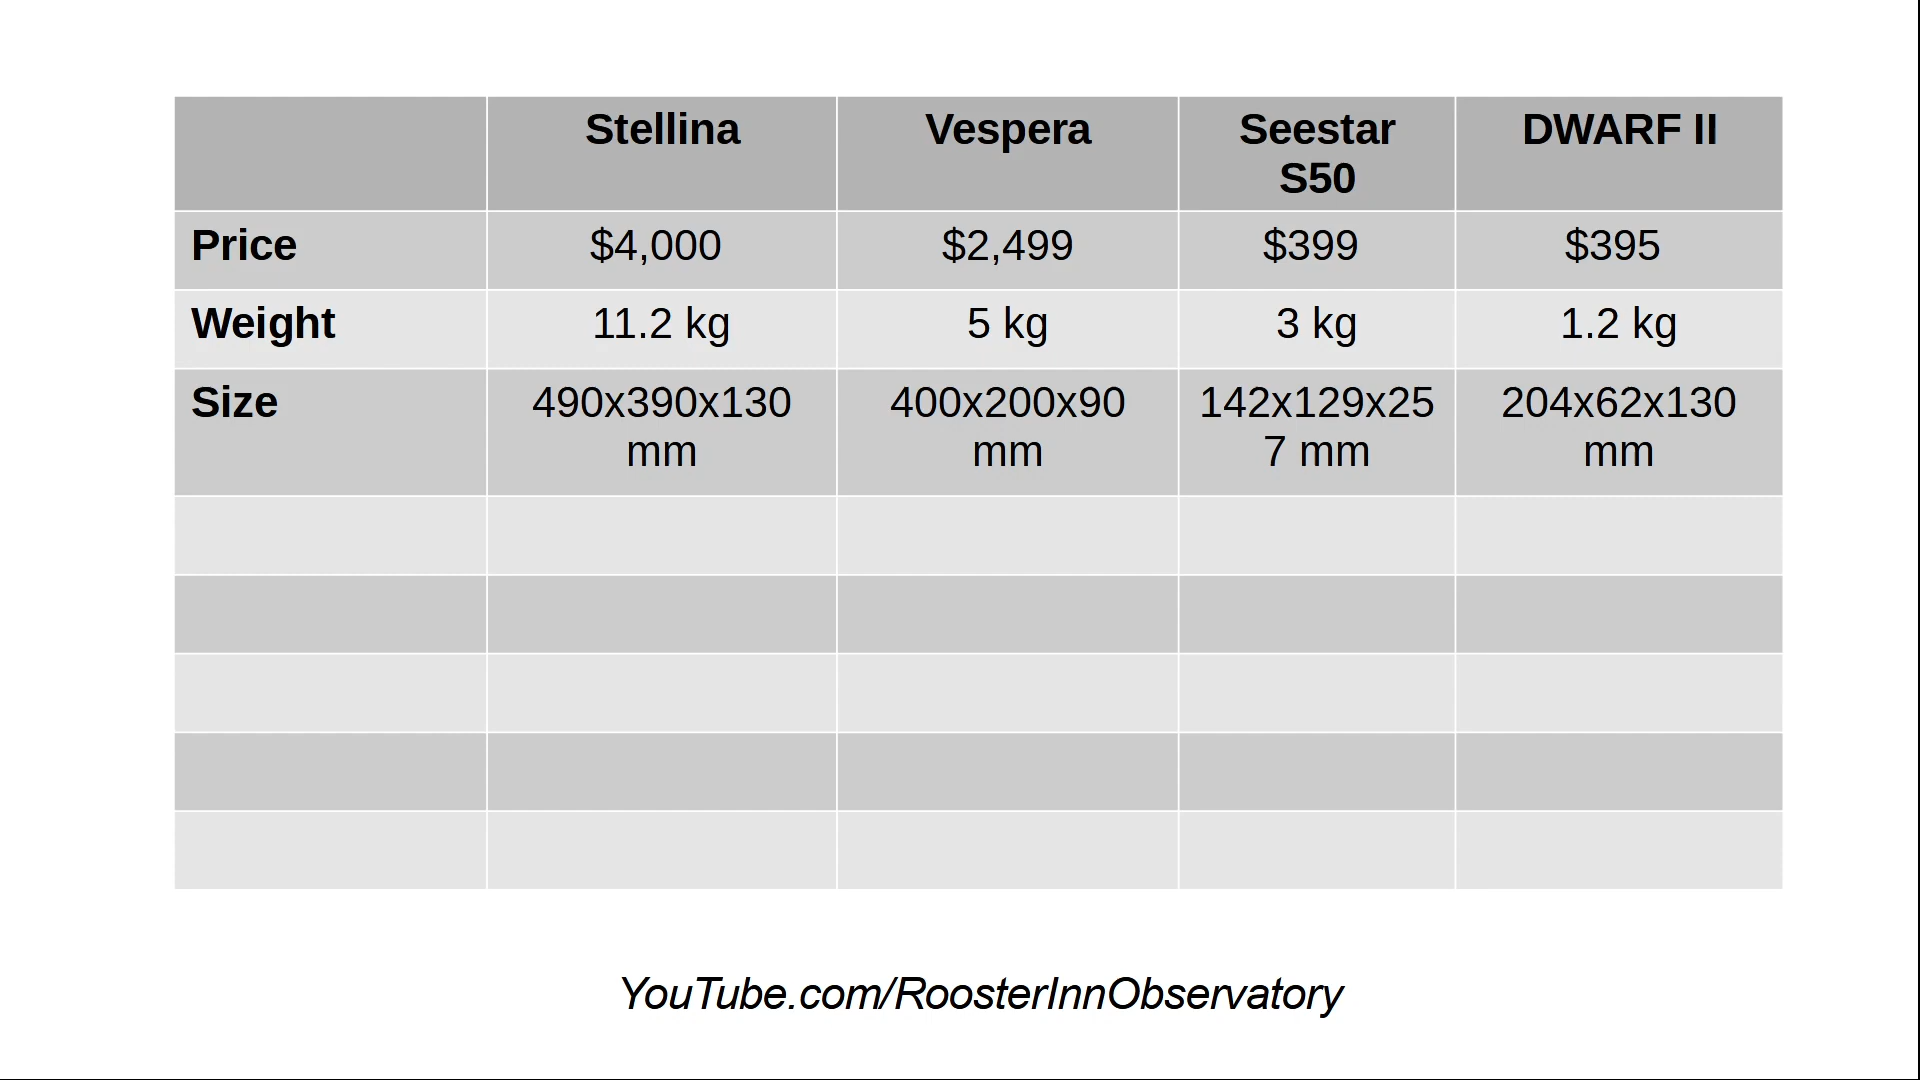 Stellina Vespera Seestar DWARF II
S50
Price $4,000 $2,499 $399 $395
Weight 11.2 kg 5 kg 3 kg 1.2 kg
Size 490x390x130 400x200x90 142x129x25 204x62x130
mm mm 7 mm mm
YouTube.com/RoosterInnObservatory